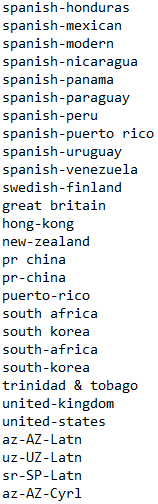 spanish-honduras
spanish-mexican
spanish-modern
spanish-nicaragua
spanish-panama
spanish-paraguay
spanish-peru
spanish-puerto rico
spanish-uruguay
spanish-venezuela
swedish-finland
great britain
hong-kong
new-zealand
pr china
pr-china
puerto-rico
south africa
south korea
south-africa
south-korea
trinidad & tobago
united-kingdom
united-states
az-AZ-Latn
uz-UZ-Latn
sr-SP-Latn
az-AZ-Cyrl